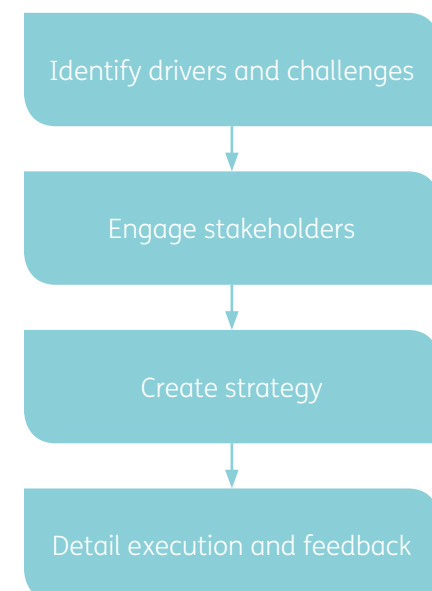 Identify drivers and challenges
Engage stakeholders
Create strategy
Detail execution and feedback